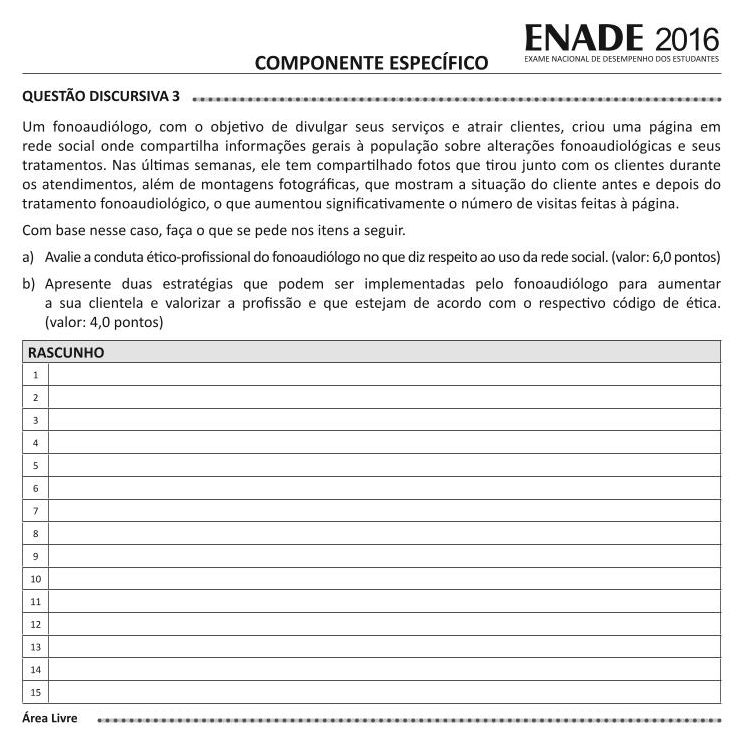 ENADE 2016
EXAME NACIONAL DE DESEMPENHO DOS ESTUDANTES
COMPONENTE ESPECÍFICO
QUESTÃO DISCURSIVA 3
Um fonoaudiólogo, com o objetivo de divulgar seus serviços e atrair clientes, criou uma página em
rede social onde compartilha informações gerais à população sobre alterações fonoaudiológicas e seus
tratamentos. Nas últimas semanas, ele tem compartilhado fotos que tirou junto com os clientes durante
os atendimentos, além de montagens fotográficas, que mostram a situação do cliente antes e depois do
tratamento fonoaudiológico, o que aumentou significativamente o número de visitas feitas à página.
Com base nesse caso, faça o que se pede nos itens a seguir.
a) Avalie a conduta ético-profissional do fonoaudiólogo no que diz respeito ao uso da rede social. (valor: 6,0 pontos)
b) Apresente duas estratégias que podem ser implementadas pelo fonoaudiólogo para aumentar
a sua clientela e valorizar a profissão e que estejam de acordo com o respectivo código de ética.
(valor: 4,0 pontos)
RASCUNHO
1
2
3
4
5
6
7
8
9
10
11
12
13
14
15
Área Livre